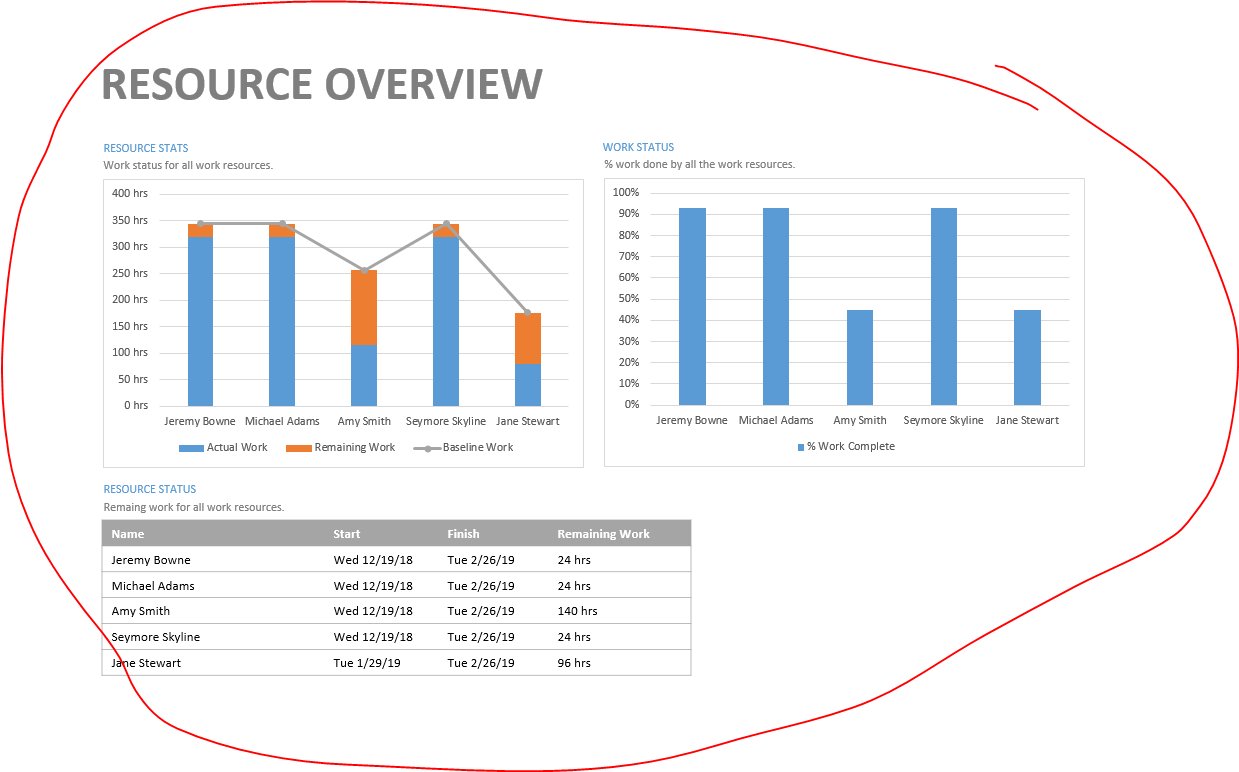 RESOURCE OVERVIEW
RESOURCE STATS
Work status for all work resources.
400 hrs
350 hrs
300 hrs
250 hrs
200 hrs
150 hrs
100 hrs
50 hrs
0 hrs
Jeremy Bowne Michael Adams Amy Smith Seymore Skyline Jane Stewart
Actual Work Remaining Work Baseline Work
WORK STATUS
% work done by all the work resources.
100%
90%
80%
70%
60%
50%
40%
30%
20%
10%
0%
Jeremy Bowne Michael Adams Amy Smith Seymore Skyline Jane Stewart
% Work Complete
RESOURCE STATUS
Remaing work for all work resources.
Name Start Finish Remaining Work
Jeremy Bowne Wed 12/19/18 Tue 2/26/19 24 hrs
Michael Adams Wed 12/19/18 Tue 2/26/19 24 hrs
Amy Smith Wed 12/19/18 Tue 2/26/19 140 hrs
Seymore Skyline Wed 12/19/18 Tue 2/26/19 24 hrs
Jane Stewart Tue 1/29/19 Tue 2/26/19 96 hrs